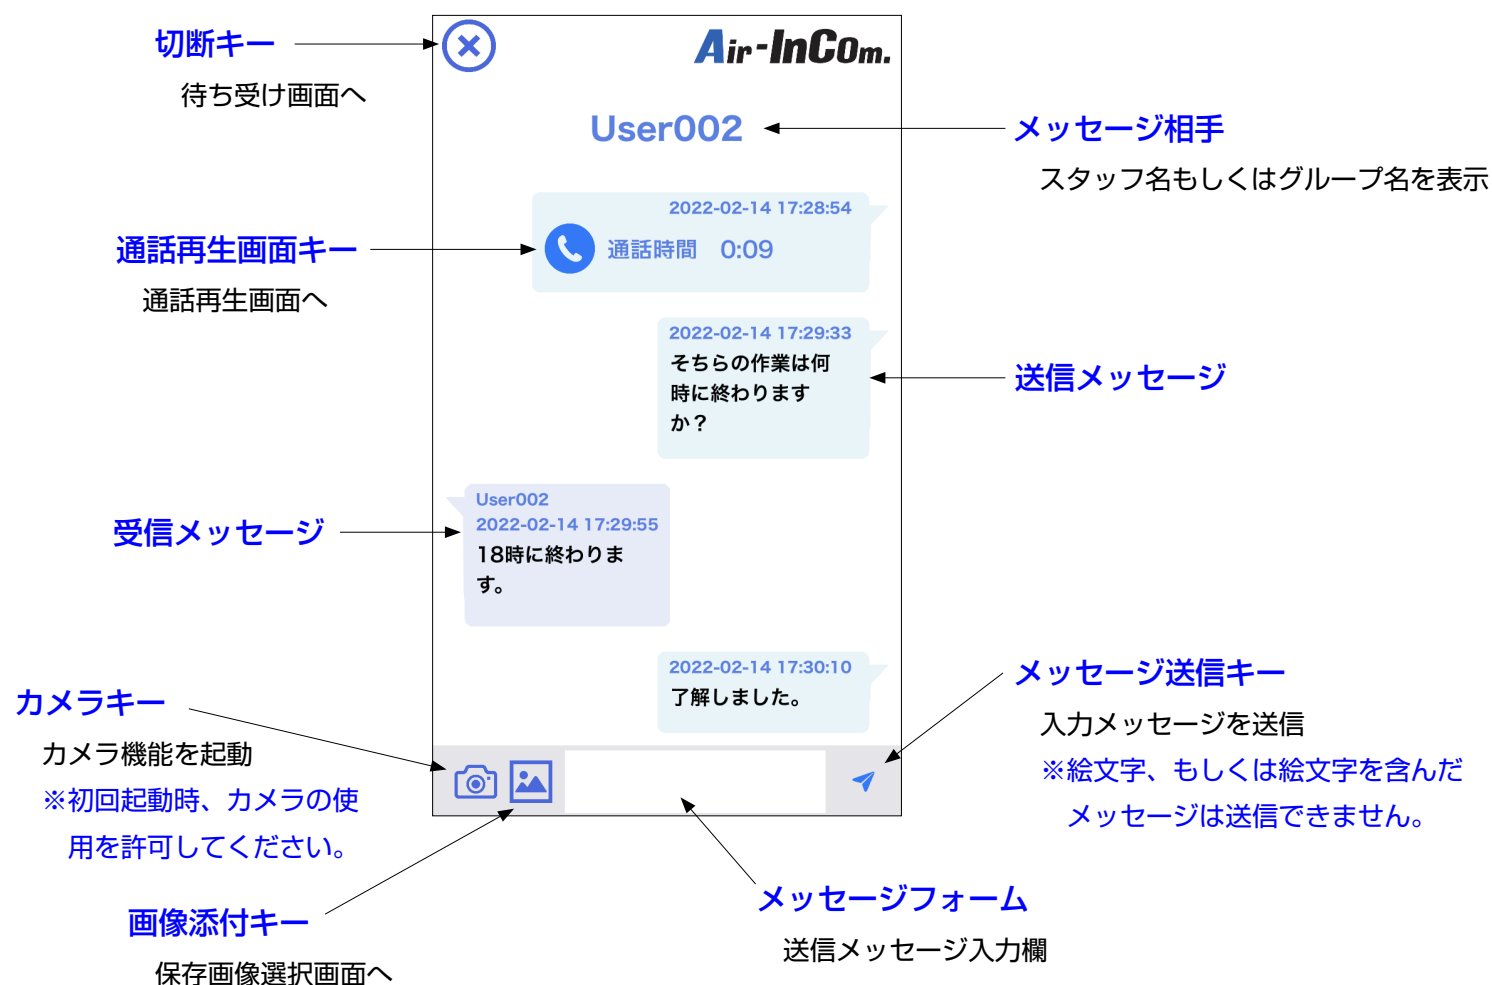 切断キー
待ち受け画面へ
Air-InCom.
User002
メッセージ相手
スタッフ名もしくはグループ名を表示
2022-02-14 17:28:54
通話時間 0:09
通話再生画面キー
通話再生画面へ
2022-02-14 17:29:33
そちらの作業は何
時に終わります
か？
送信メッセージ
User002
2022-02-14 17:29:55
18時に終わりま
す。
受信メッセージ
2022-02-14 17:30:10
了解しました。
カメラキー
カメラ機能を起動
※初回起動時、カメラの使
用を許可してください。
メッセージ送信キー
入力メッセージを送信
※絵文字、もしくは絵文字を含んだ
メッセージは送信できません。
画像添付キー
保存画像選択画面へ
メッセージフォーム
送信メッセージ入力欄